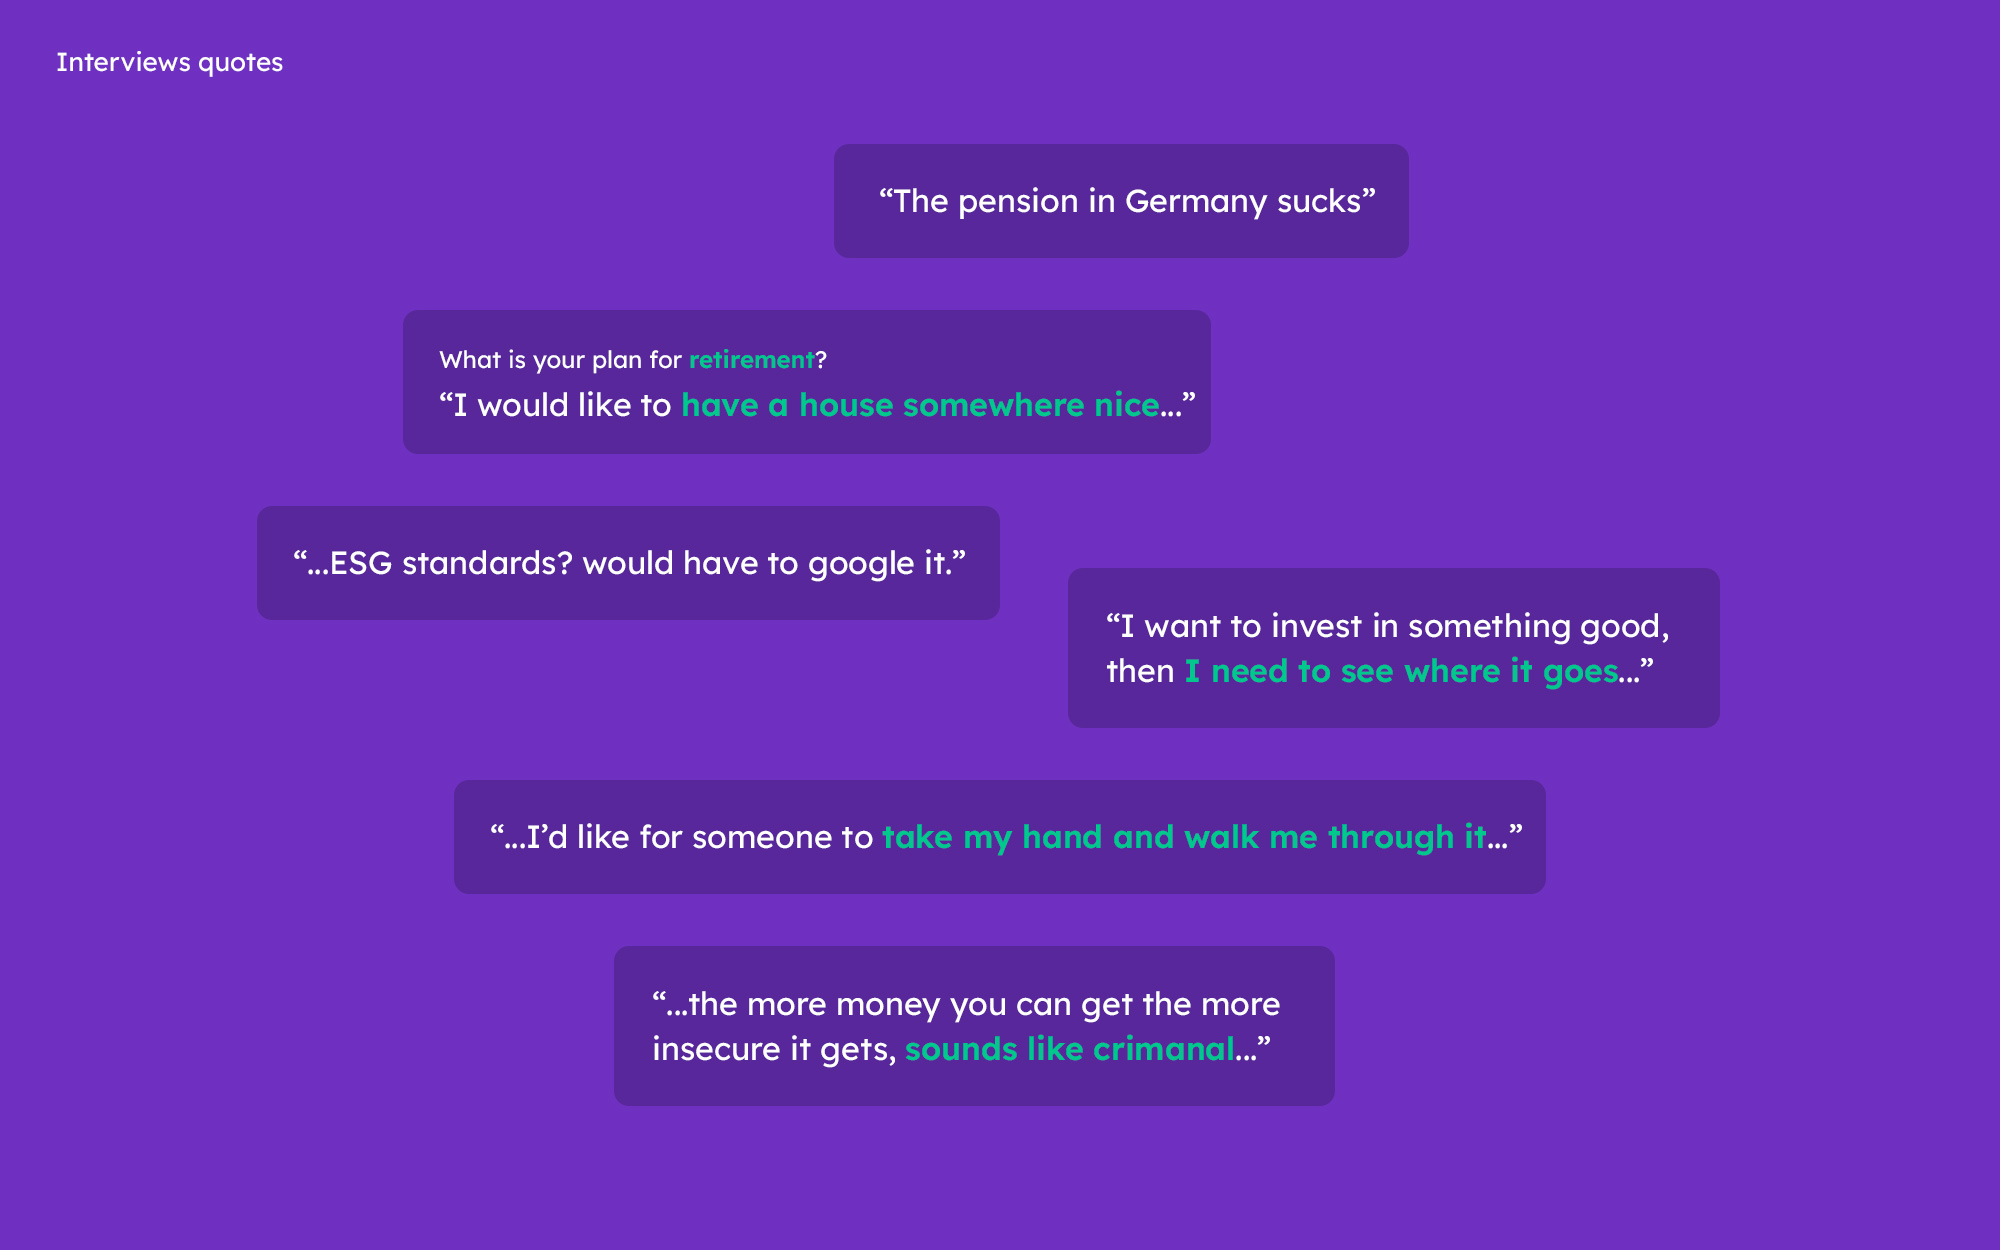 Interviews quotes
“The pension in Germany sucks”
What is your plan for retirement?
“I would like to have a house somewhere nice...”
“...ESG standards? would have to google it.”
“I want to invest in something good,
then I need to see where it goes...”
“...I’d like for someone to take my hand and walk me through it...”
“...the more money you can get the more
insecure it gets, sounds like crimanal...”